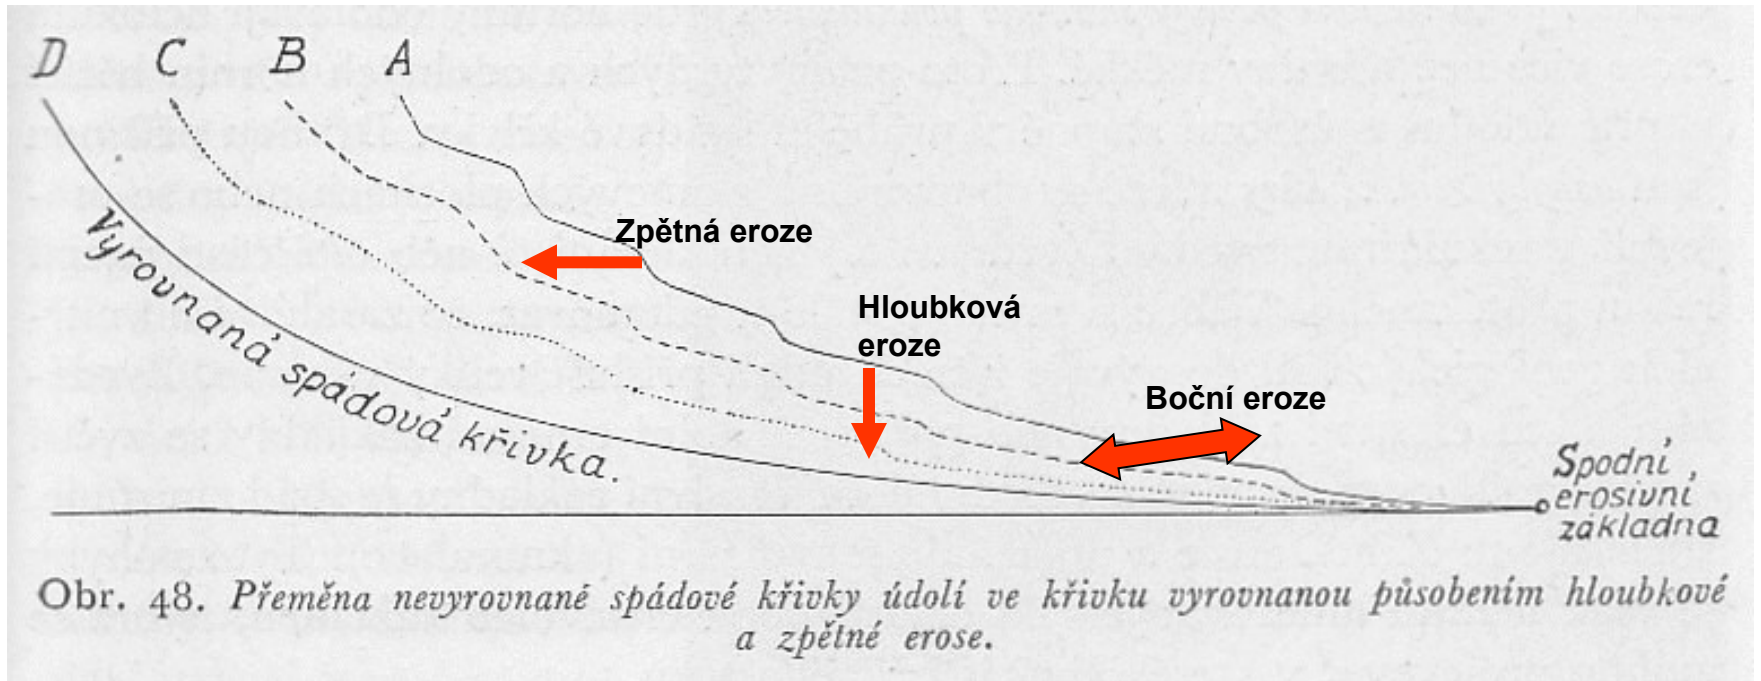 D C B A
Zpětná eroze
Hloubková
eroze
Boční eroze
Vyrovnaná spádová křivka.
Spodní
erosivní
základna
Obr. 48. Přeměna nevyrovnané spádové křivky údolí ve křivku vyrovnanou působením hloubkové
a zpětné erose.